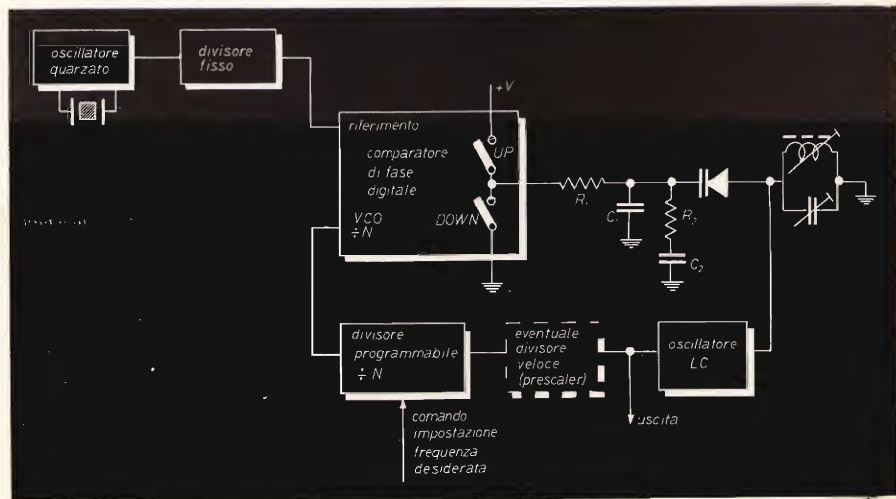 oscillatore
quarzato
divisore
fisso
+V
riferimento
comparatore
di fase
digitale
UP
DOWN
VCO
÷N
R₁
C₁
R₂
C₂
divisore
programmabile
÷ N
eventuale
divisore
veloce
(prescaler)
oscillatore
LC
uscita
comando
impostazione
frequenza
desiderata